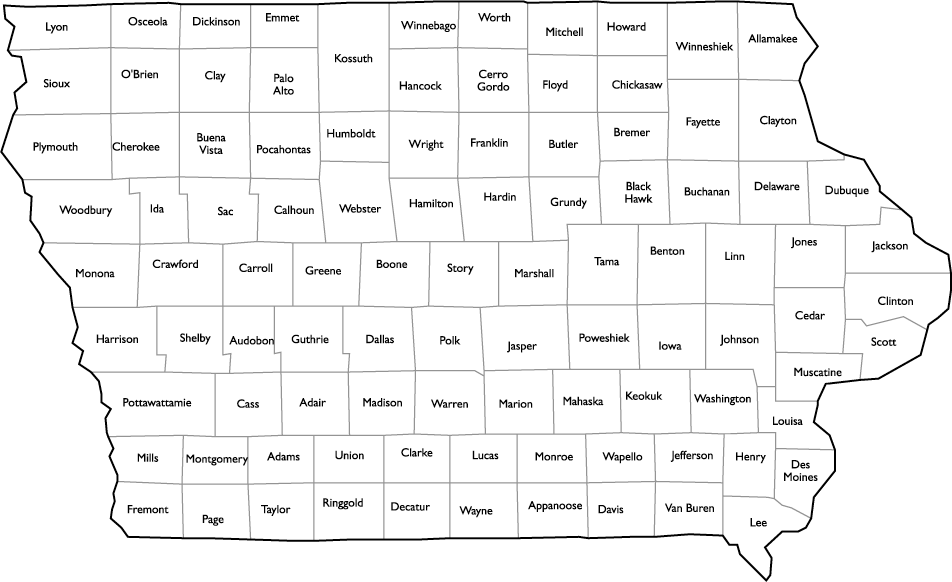 Lyon
Osceola
Dickinson
Emmet
Kossuth
Winnebago
Worth
Mitchell
Howard
Winneshiek
Allamakee
Sioux
O'Brien
Clay
Palo
Alto
Hancock
Cerro
Gordo
Floyd
Chickasaw
Fayette
Clayton
Plymouth
Cherokee
Buena
Vista
Pocahontas
Humboldt
Wright
Franklin
Butler
Bremer
Woodbury
Ida
Sac
Calhoun
Webster
Hamilton
Hardin
Grundy
Black
Hawk
Buchanan
Delaware
Dubuque
Monona
Crawford
Carroll
Greene
Boone
Story
Marshall
Tama
Benton
Linn
Jones
Jackson
Harrison
Shelby
Audobon
Guthrie
Dallas
Polk
Jasper
Poweshiek
Iowa
Johnson
Cedar
Clinton
Scott
Muscatine
Pottawattamie
Cass
Adair
Madison
Warren
Marion
Mahaska
Keokuk
Washington
Louisa
Mills
Montgomery
Adams
Union
Clarke
Lucas
Monroe
Wapello
Jefferson
Henry
Des
Moines
Fremont
Page
Taylor
Ringgold
Decatur
Wayne
Appanoose
Davis
Van Buren
Lee